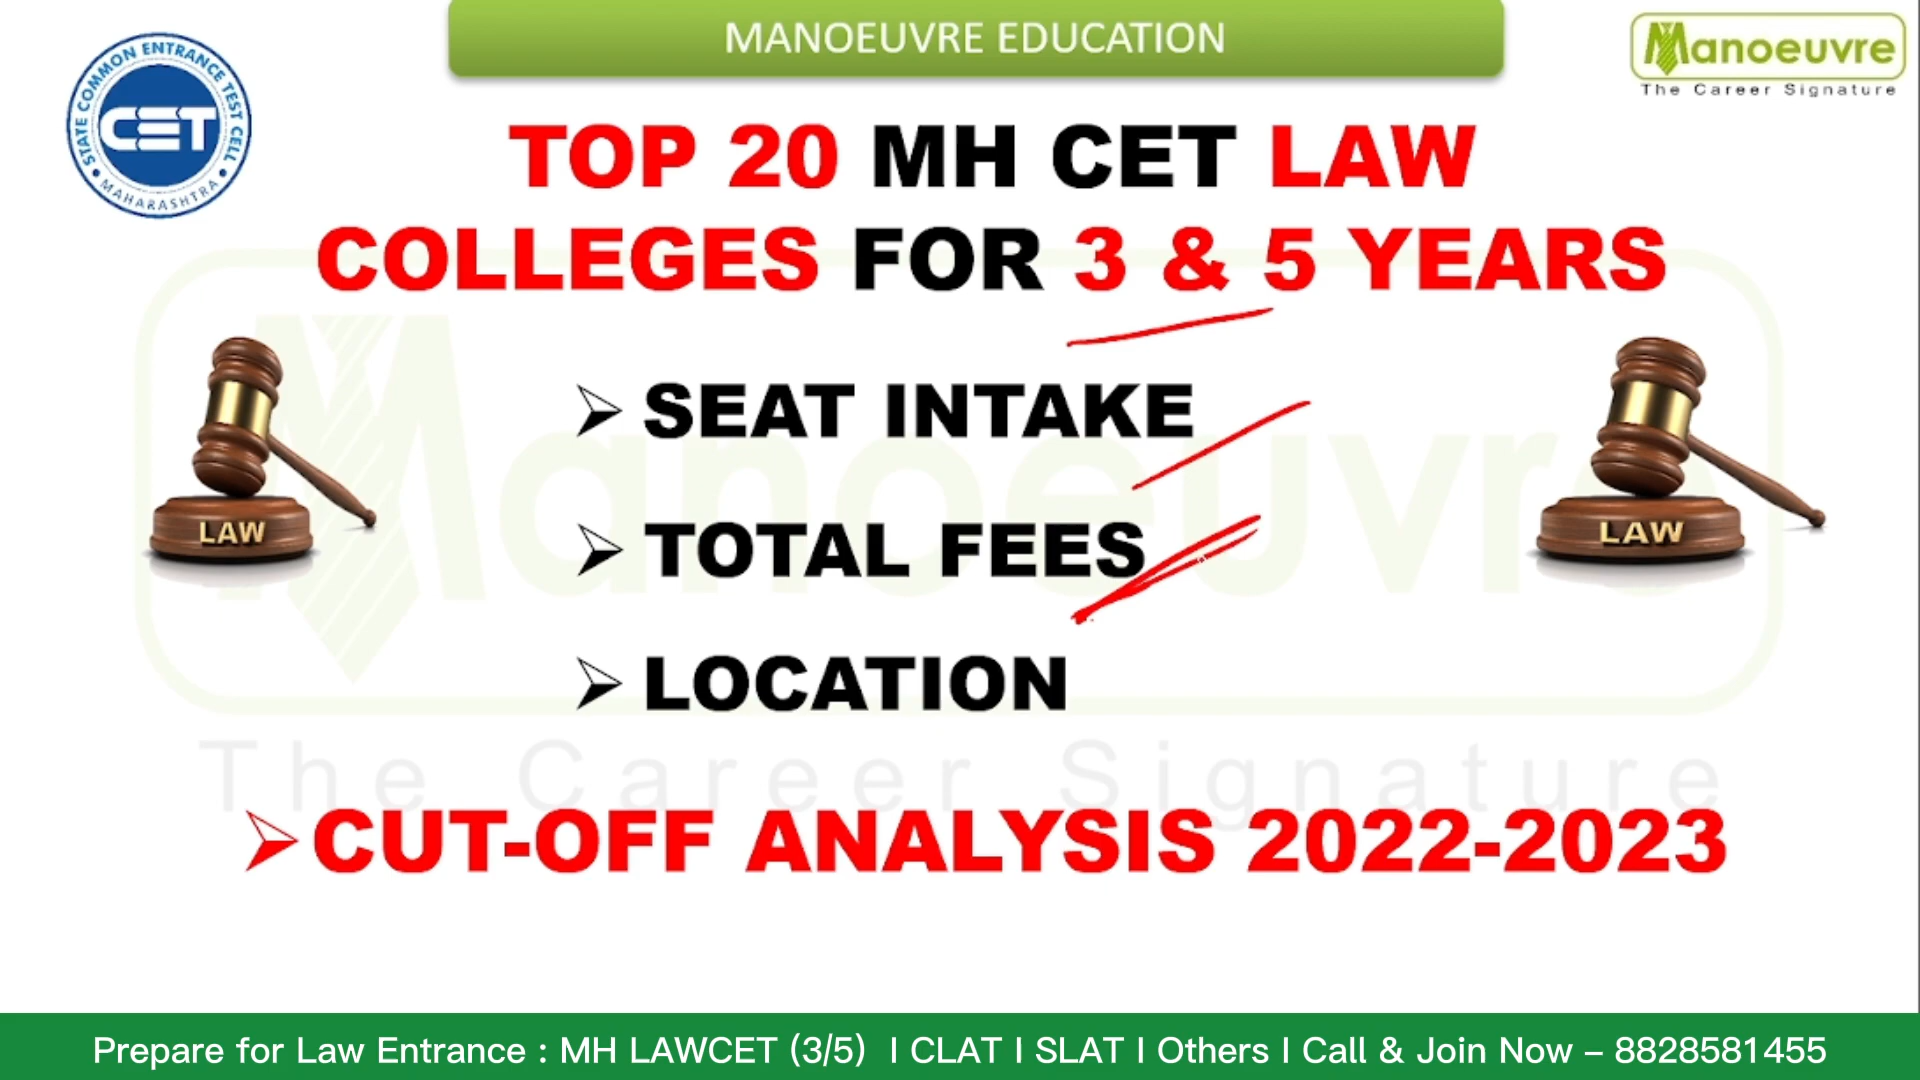 MANOEUVRE EDUCATION
STATE COMMON ENTRANCE TEST CELL
CET
MAHARASHTRA
Manoeuvre
The Career Signature
TOP 20 MH CET LAW
COLLEGES FOR 3 & 5 YEARS
➢ SEAT INTAKE
➢ TOTAL FEES
➢ LOCATION
LAW
LAW
Manoeuvre
The Career Signature
➢ CUT-OFF ANALYSIS 2022-2023
Prepare for Law Entrance : MH LAWCET (3/5) I CLAT I SLAT I Others I Call & Join Now – 8828581455